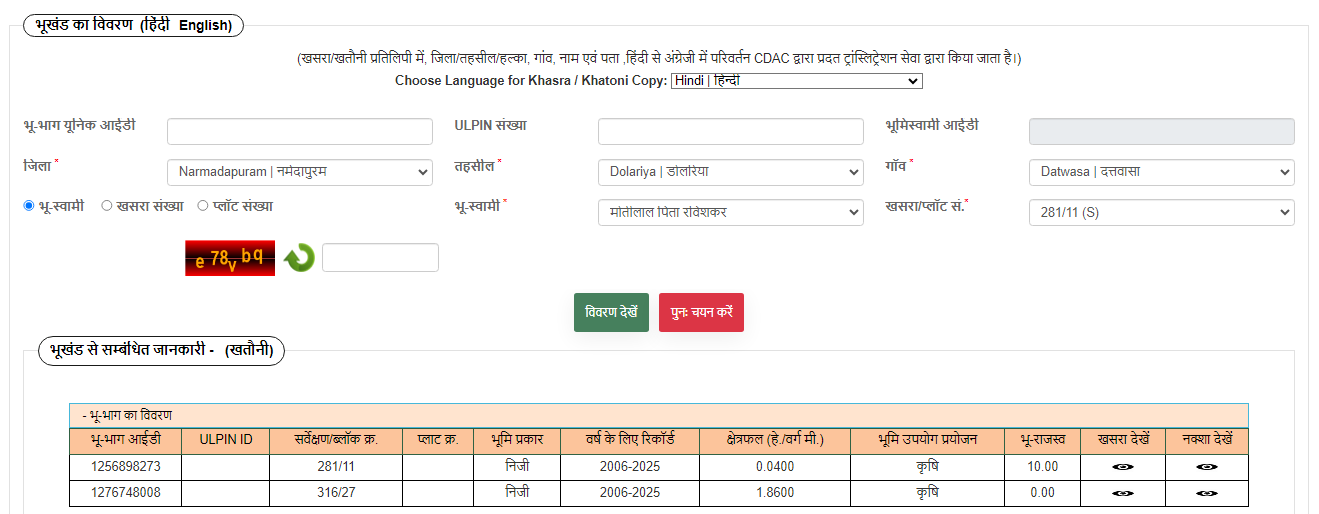 भूखंड का विवरण (हिंदी English)
(खसरा/खतौनी प्रतिलिपी में, जिला/तहसील/हल्का, गांव, नाम एवं पता ,हिंदी से अंग्रेजी में परिवर्तन CDAC द्वारा प्रदत ट्रांस्लिट्रेशन सेवा द्वारा किया जाता है।)
Choose Language for Khasra / Khatoni Copy: Hindi | हिन्दी
भू-भाग यूनिक आईडी ULPIN संख्या भूमिस्वामी आईडी
जिला * Narmadapuram | नर्मदापुरम तहसील * Dolariya | डोलरिया गॉव * Datwasa | दत्तवासा
भू-स्वामी खसरा संख्या प्लॉट संख्या भू-स्वामी * मोतीलाल पिता रविशंकर खसरा/प्लॉट सं.* 281/11 (S)
e 78v bq
विवरण देखें पुनः चयन करें
भूखंड से सम्बंधित जानकारी - (खतौनी)
- भू-भाग का विवरण
भू-भाग आईडी ULPIN ID सर्वेक्षण/ब्लॉक क्र. प्लाट क्र. भूमि प्रकार वर्ष के लिए रिकॉर्ड क्षेत्रफल (हे./वर्ग मी.) भूमि उपयोग प्रयोजन भू-राजस्व खसरा देखें नक्शा देखें
1256898273 281/11 निजी 2006-2025 0.0400 कृषि 10.00
1276748008 316/27 निजी 2006-2025 1.8600 कृषि 0.00